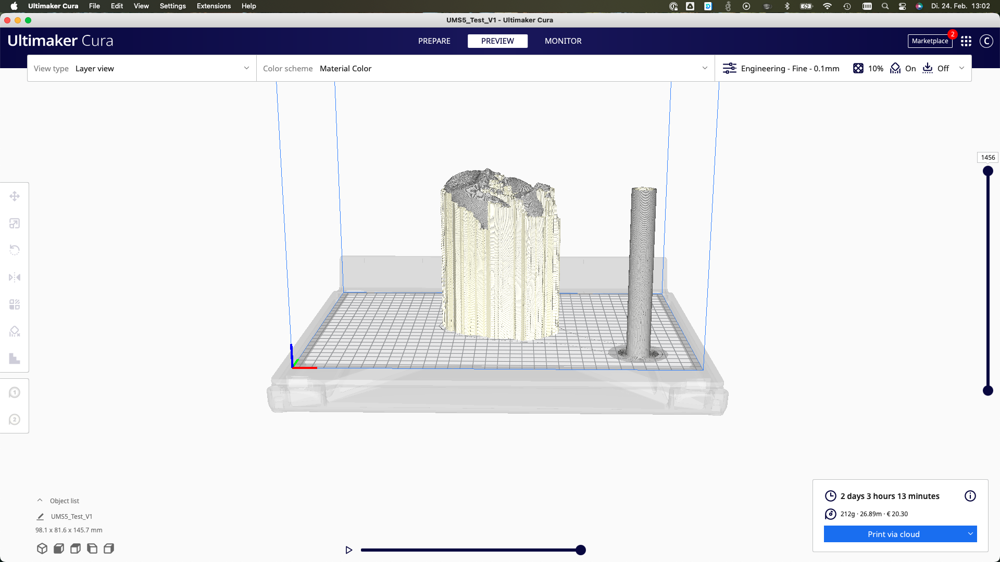 Ultimaker Cura File Edit View Settings Extensions Help Di. 24. Feb. 13:02
UMS5_Test_V1 - Ultimaker Cura
Ultimaker Cura PREPARE PREVIEW MONITOR Marketplace 2 C
View type Layer view Color scheme Material Color Engineering - Fine - 0.1mm 10% On Off
1456
1
2
Object list
UMS5_Test_V1
98.1 x 81.6 x 145.7 mm
2 days 3 hours 13 minutes
212g · 26.89m · € 20.30
Print via cloud